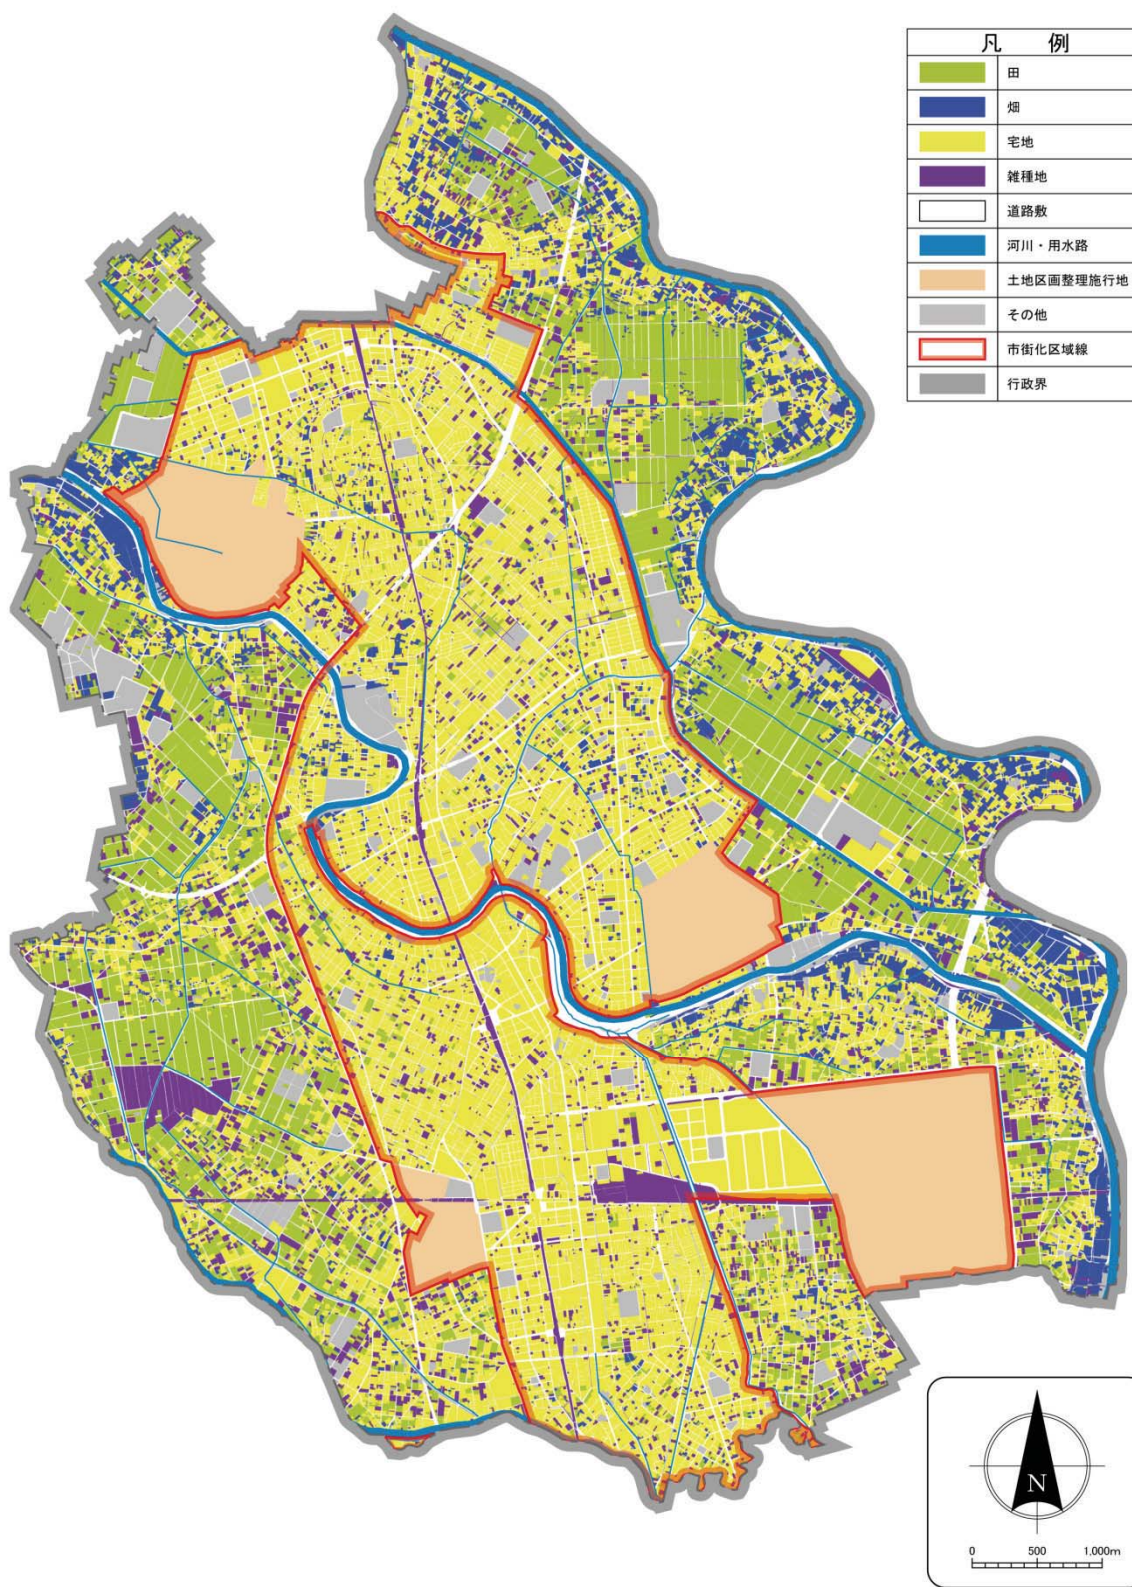 凡 例
田
畑
宅地
雑種地
道路敷
河川・用水路
土地区画整理施行地
その他
市街化区域線
行政界
N
0 500 1,000m